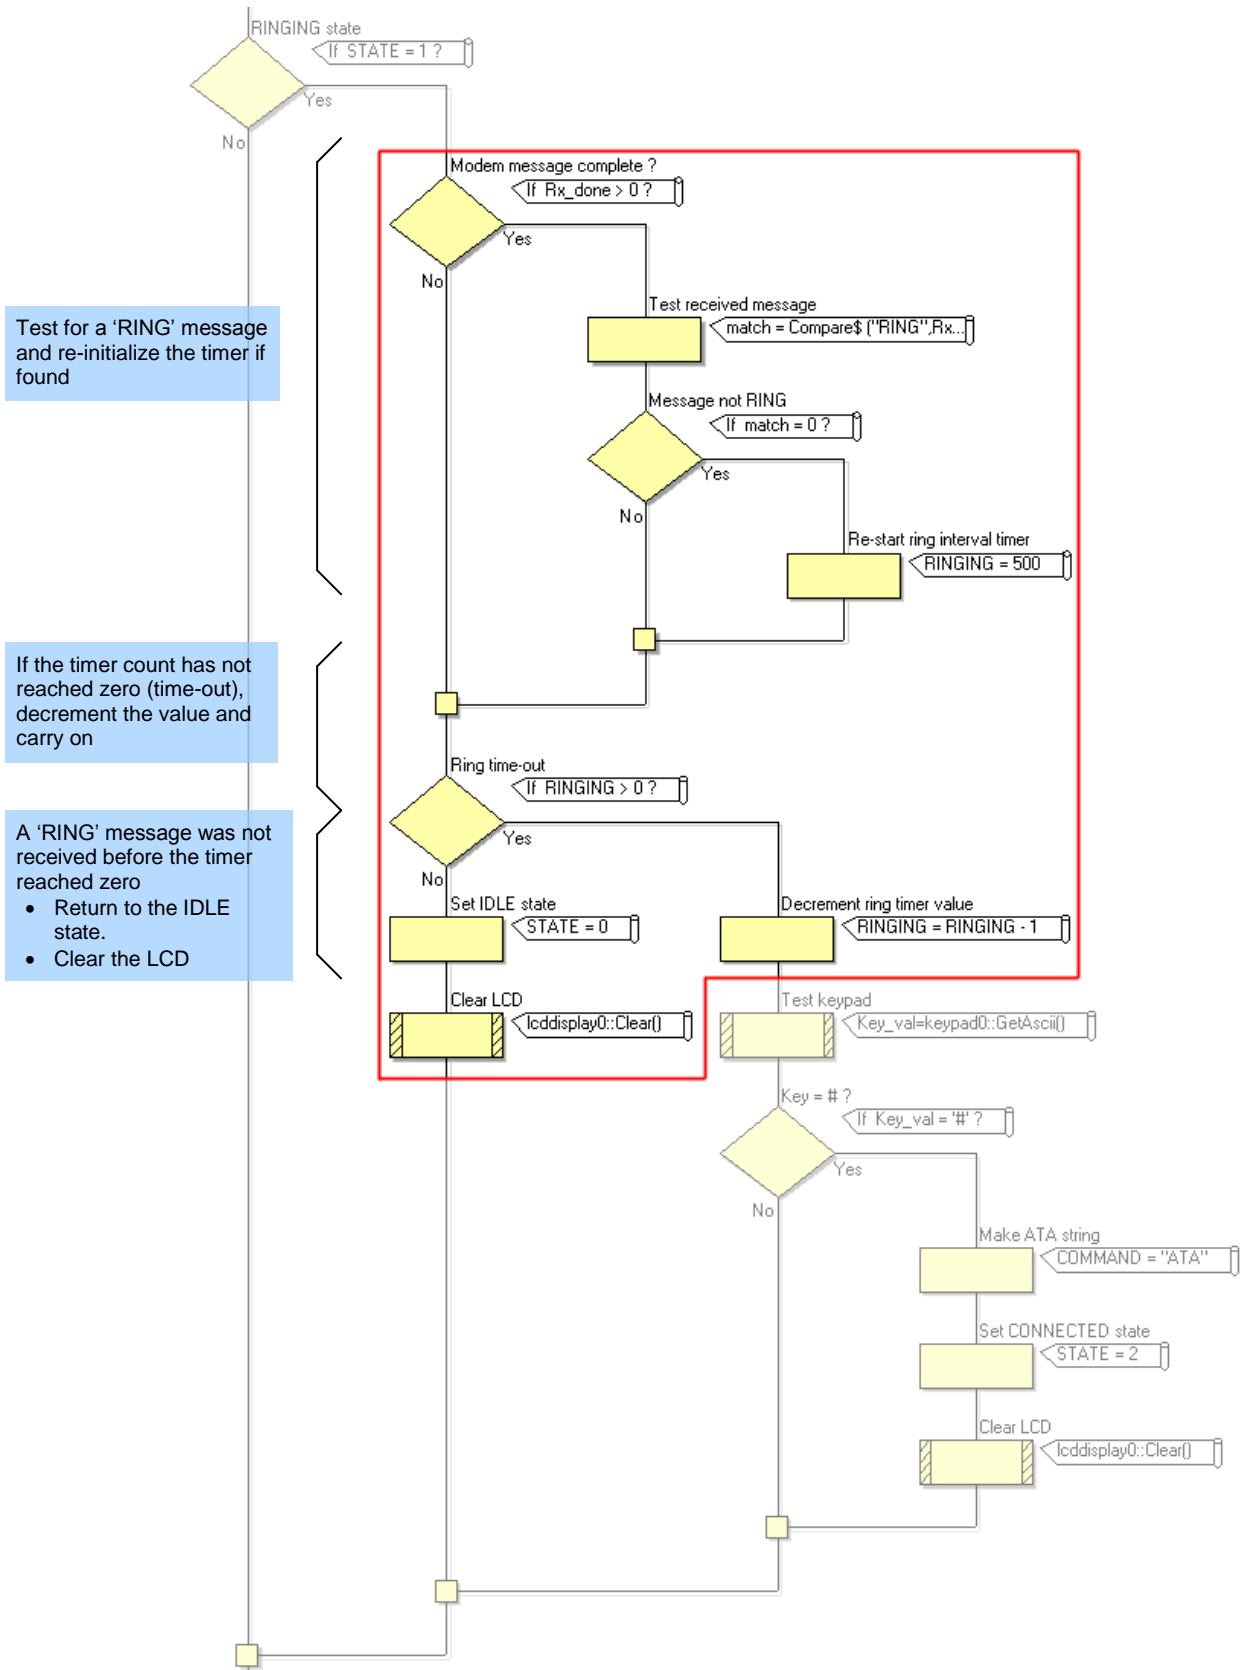 RINGING state
If STATE = 1 ?
Yes
No
Modem message complete ?
If Rx_done > 0 ?
Yes
No
Test received message
match = Compare$ ("RING",Rx...
Message not RING
If match = 0 ?
Yes
No
Re-start ring interval timer
RINGING = 500
Test for a ‘RING’ message
and re-initialize the timer if
found
If the timer count has not
reached zero (time-out),
decrement the value and
carry on
Ring time-out
If RINGING > 0 ?
Yes
No
A ‘RING’ message was not
received before the timer
reached zero
• Return to the IDLE
state.
• Clear the LCD
Set IDLE state
STATE = 0
Decrement ring timer value
RINGING = RINGING - 1
Clear LCD
lcddisplay0::Clear()
Test keypad
Key_val=keypad0::GetAscii()
Key = # ?
If Key_val = '#' ?
Yes
No
Make ATA string
COMMAND = "ATA"
Set CONNECTED state
STATE = 2
Clear LCD
lcddisplay0::Clear()